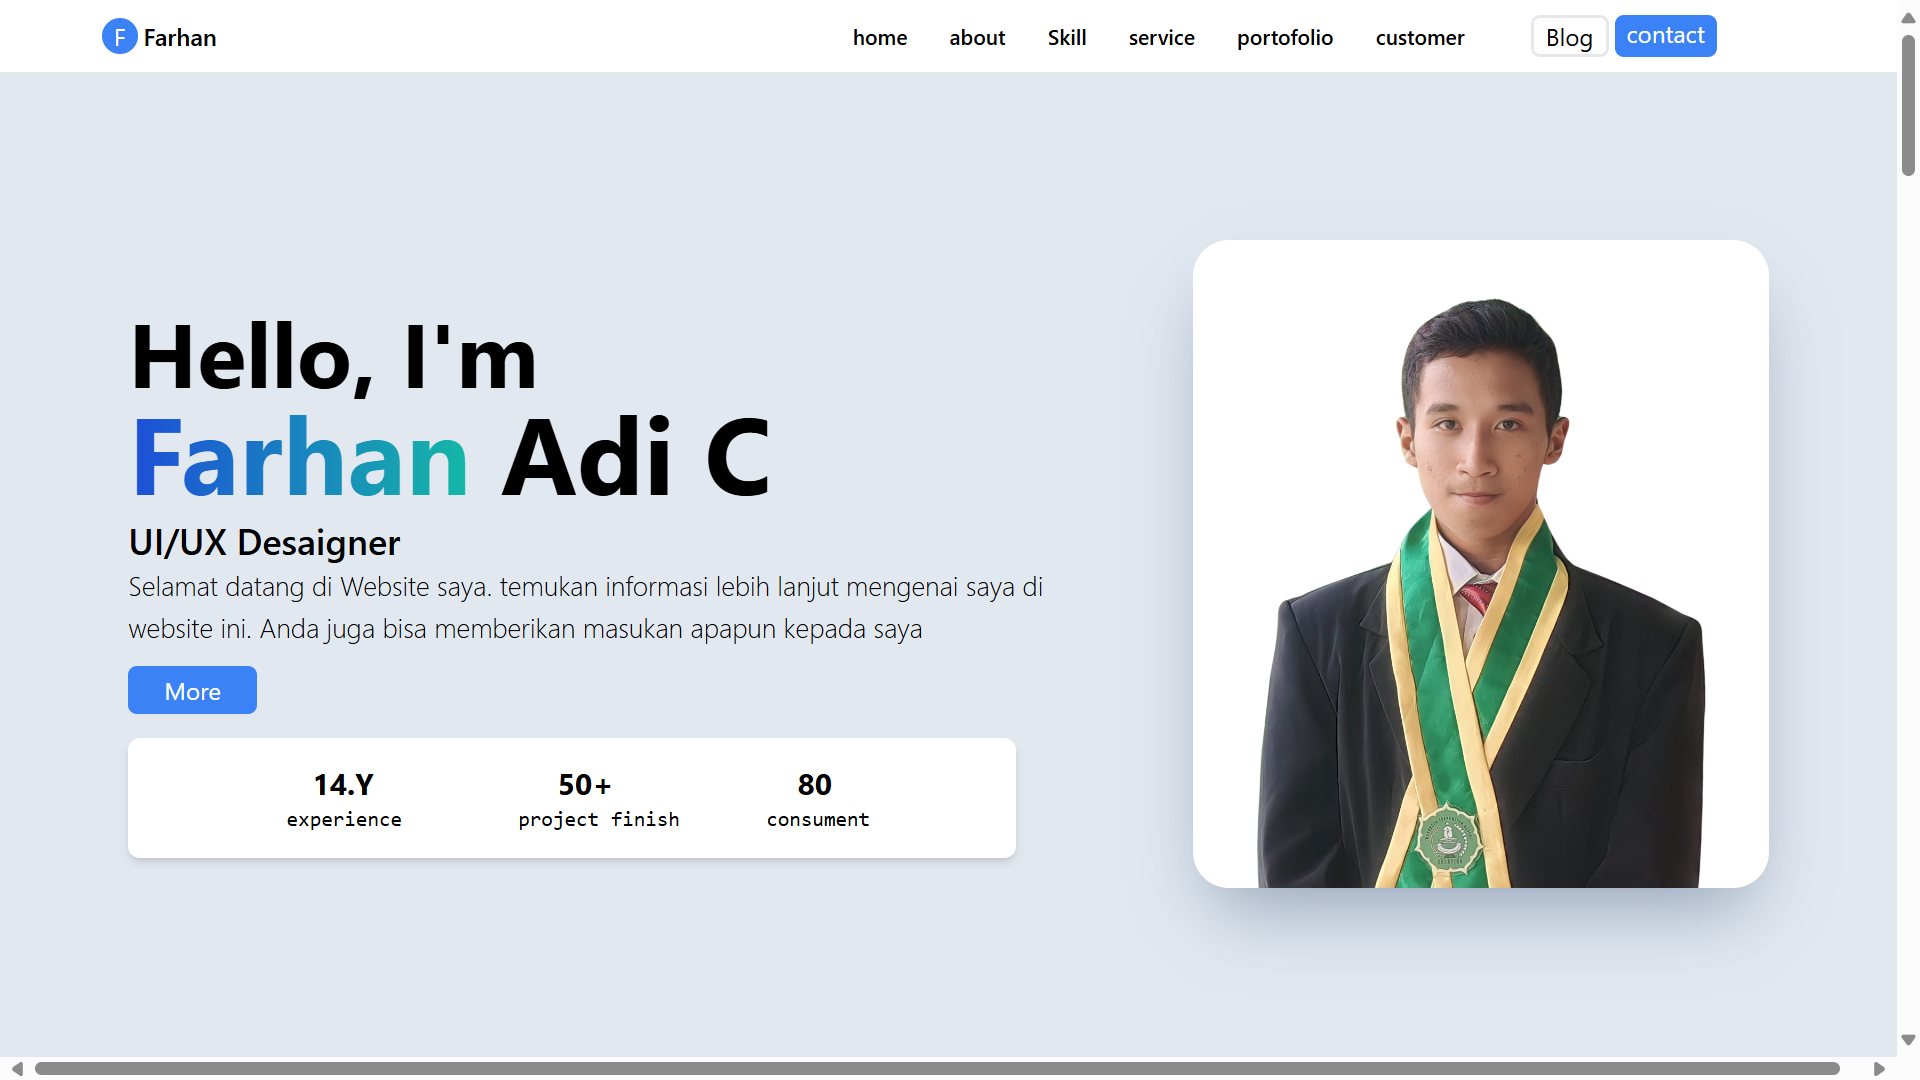 F Farhan home about Skill service portofolio customer Blog contact
Hello, I'm
Farhan Adi C
UI/UX Desaigner
Selamat datang di Website saya. temukan informasi lebih lanjut mengenai saya di
website ini. Anda juga bisa memberikan masukan apapun kepada saya
More
14.Y 50+ 80
experience project finish consument